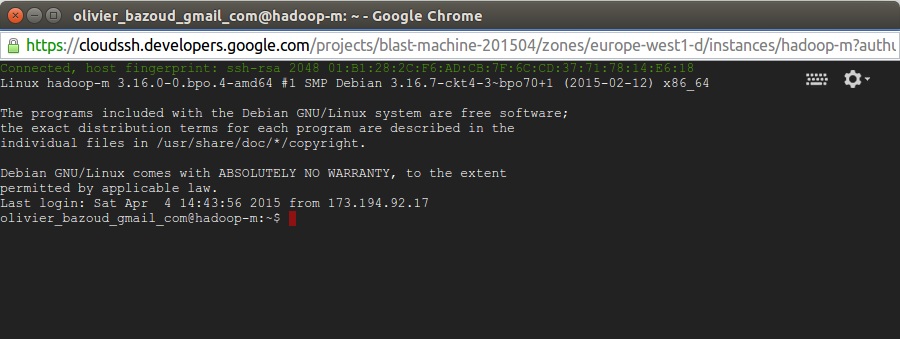 olivier_bazoud_gmail_com@hadoop-m: ~ - Google Chrome
https://cloudssh.developers.google.com/projects/blast-machine-201504/zones/europe-west1-d/instances/hadoop-m?authu
Connected, host fingerprint: ssh-rsa 2048 01:B1:28:2C:F6:AD:CB:7F:6C:CD:37:71:78:14:E6:18
Linux hadoop-m 3.16.0-0.bpo.4-amd64 #1 SMP Debian 3.16.7-ckt4-3~bpo70+1 (2015-02-12) x86_64
The programs included with the Debian GNU/Linux system are free software;
the exact distribution terms for each program are described in the
individual files in /usr/share/doc/*/copyright.
Debian GNU/Linux comes with ABSOLUTELY NO WARRANTY, to the extent
permitted by applicable law.
Last login: Sat Apr  4 14:43:56 2015 from 173.194.92.17
olivier_bazoud_gmail_com@hadoop-m:~$